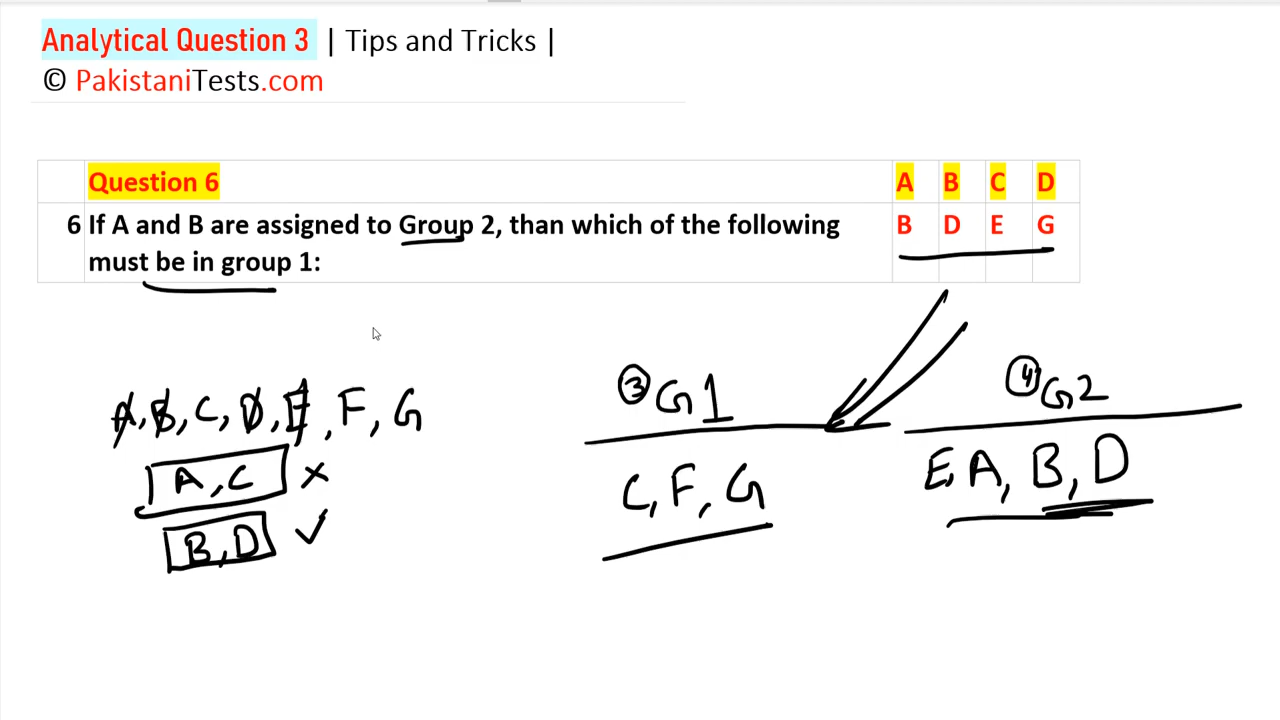 Analytical Question 3 | Tips and Tricks |
© PakistaniTests.com
Question 6 A B C D
6 If A and B are assigned to Group 2, than which of the following B D E G
must be in group 1:
3 G1 4 G2
A, B, C, D, E, F, G
A, C x
B, D ✓
C, F, G
E, A, B, D